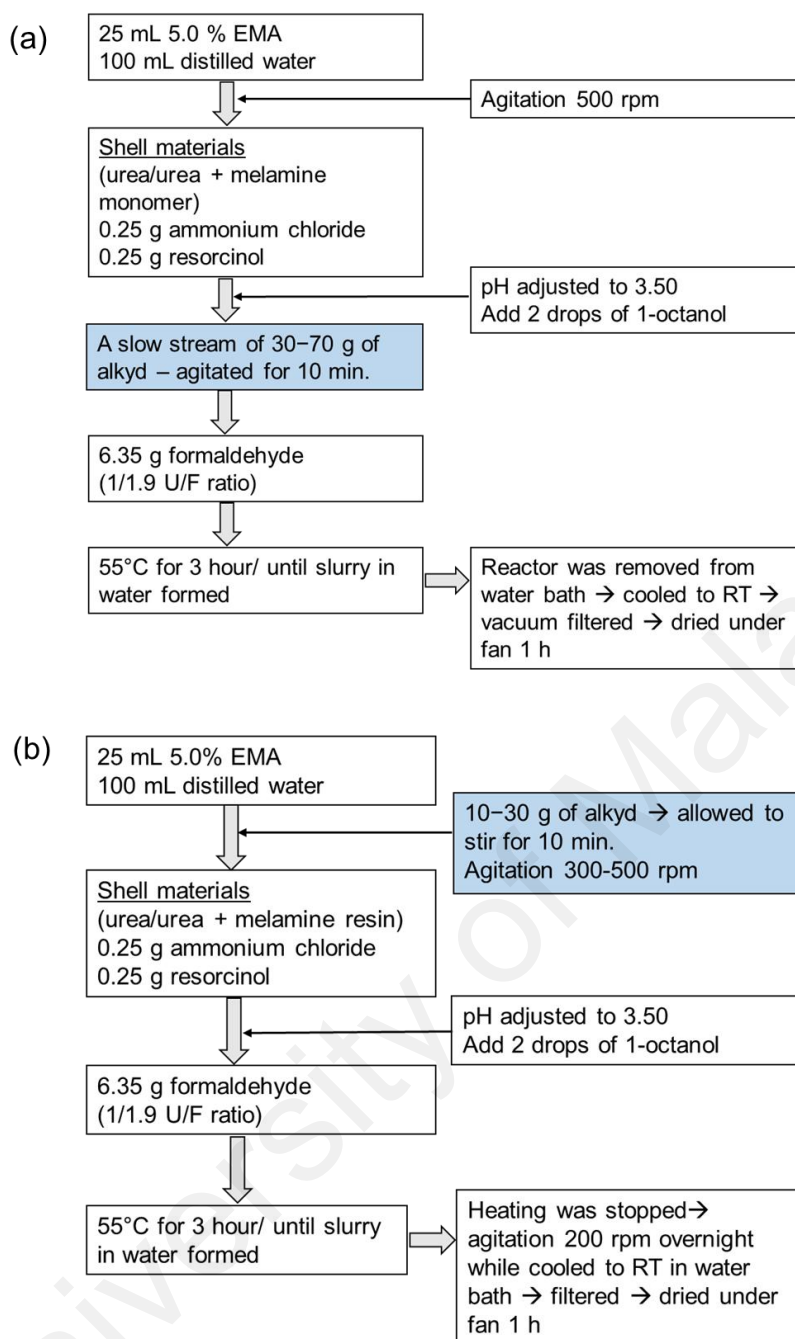 (a)
25 mL 5.0 % EMA
100 mL distilled water
Agitation 500 rpm
Shell materials
(urea/urea + melamine
monomer)
0.25 g ammonium chloride
0.25 g resorcinol
pH adjusted to 3.50
Add 2 drops of 1-octanol
A slow stream of 30−70 g of
alkyd – agitated for 10 min.
6.35 g formaldehyde
(1/1.9 U/F ratio)
55°C for 3 hour/ until slurry in
water formed
Reactor was removed from
water bath → cooled to RT →
vacuum filtered → dried under
fan 1 h
(b)
25 mL 5.0% EMA
100 mL distilled water
10−30 g of alkyd → allowed to
stir for 10 min.
Agitation 300-500 rpm
Shell materials
(urea/urea + melamine resin)
0.25 g ammonium chloride
0.25 g resorcinol
pH adjusted to 3.50
Add 2 drops of 1-octanol
6.35 g formaldehyde
(1/1.9 U/F ratio)
55°C for 3 hour/ until slurry
in water formed
Heating was stopped→
agitation 200 rpm overnight
while cooled to RT in water
bath → filtered → dried under
fan 1 h
University of Mala